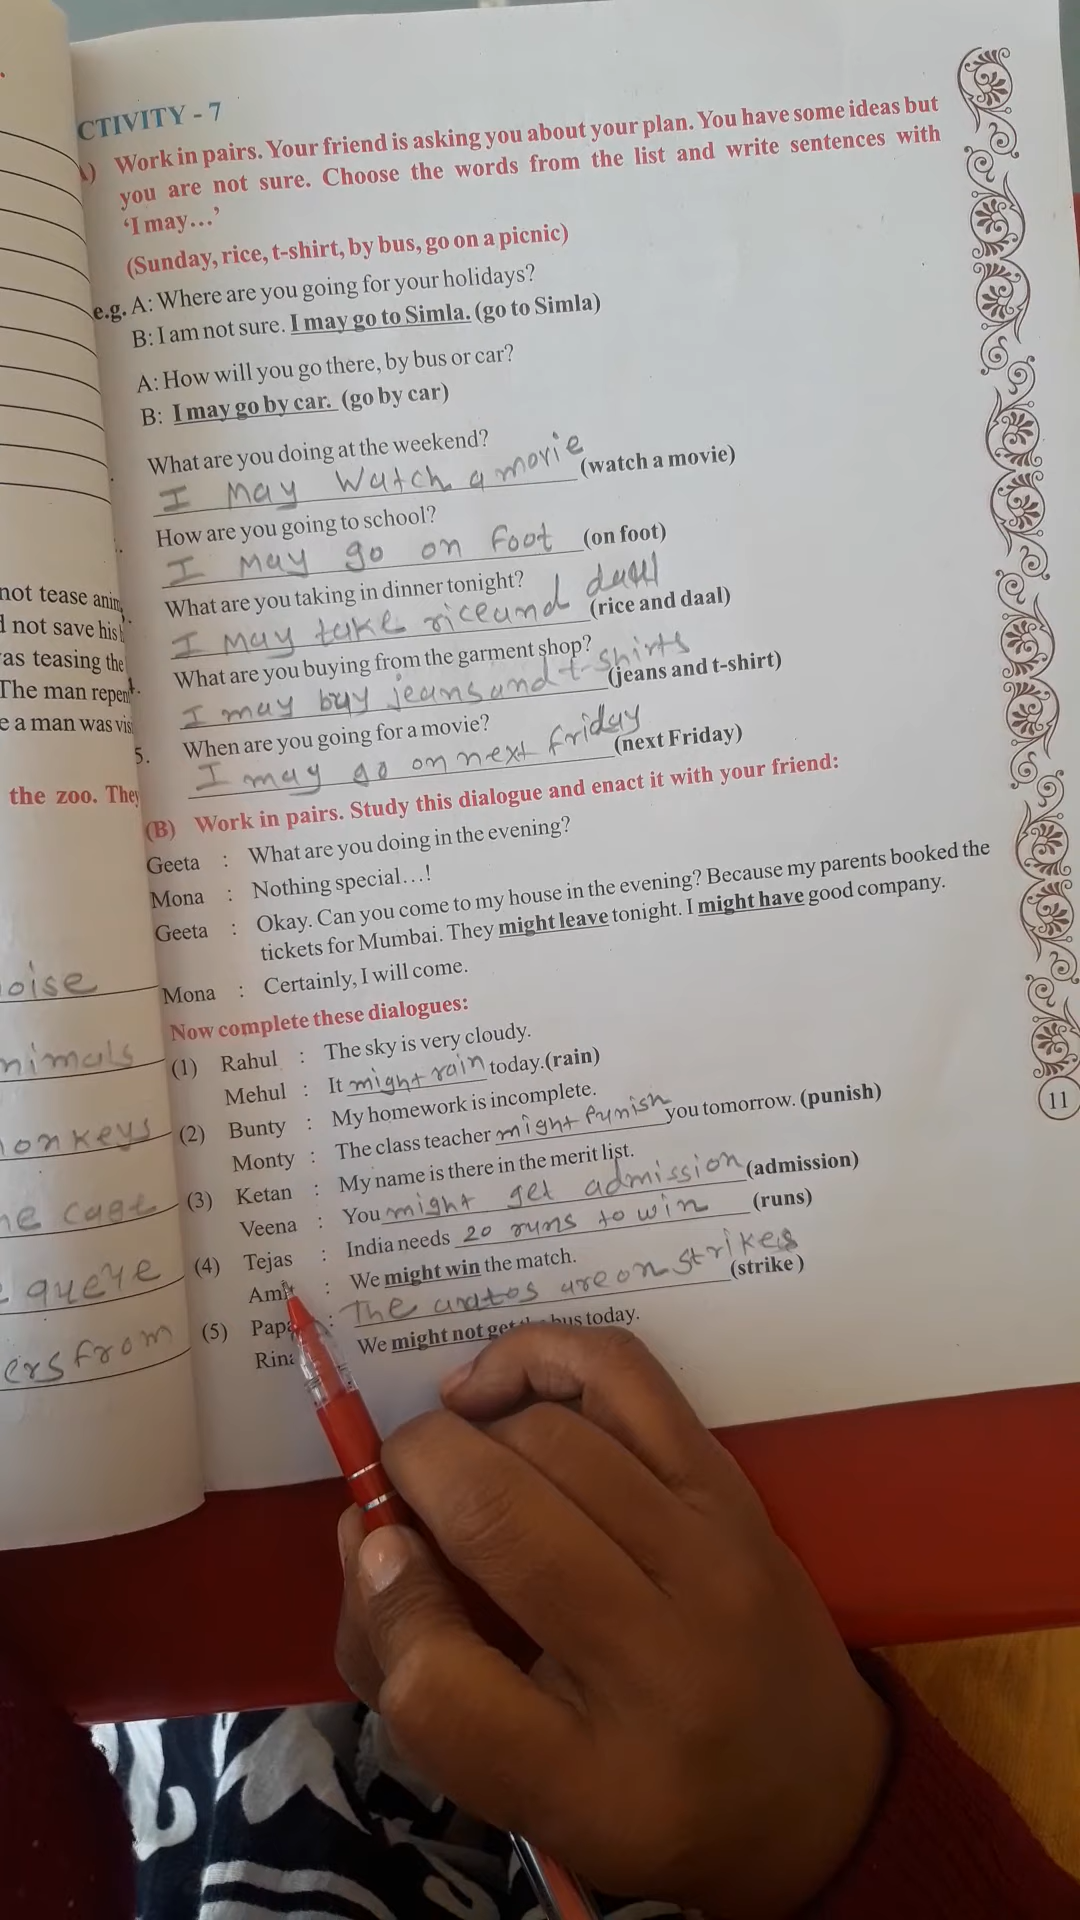 CTIVITY - 7
) Work in pairs. Your friend is asking you about your plan. You have some ideas but
you are not sure. Choose the words from the list and write sentences with
‘I may…’
(Sunday, rice, t-shirt, by bus, go on a picnic)
e.g. A: Where are you going for your holidays?
B: I am not sure. I may go to Simla. (go to Simla)
A: How will you go there, by bus or car?
B: I may go by car. (go by car)
What are you doing at the weekend?
I may watch a movie (watch a movie)
How are you going to school?
I may go on foot (on foot)
What are you taking in dinner tonight?
I may take rice and daal (rice and daal)
What are you buying from the garment shop?
I may buy jeans and t-shirts (jeans and t-shirt)
5. When are you going for a movie?
I may go on next friday (next Friday)
(B) Work in pairs. Study this dialogue and enact it with your friend:
Geeta : What are you doing in the evening?
Mona : Nothing special…!
Geeta : Okay. Can you come to my house in the evening? Because my parents booked the
tickets for Mumbai. They might leave tonight. I might have good company.
Mona : Certainly, I will come.
Now complete these dialogues:
(1) Rahul : The sky is very cloudy.
Mehul : It might rain today. (rain)
(2) Bunty : My homework is incomplete.
Monty : The class teacher might punish you tomorrow. (punish)
(3) Ketan : My name is there in the merit list.
Veena : You might get admission (admission)
(4) Tejas : India needs 20 runs to win (runs)
Ami : We might win the match.
(5) Papa : The are on strikes (strike)
Rina We might not get bus today.
11
not tease anim
d not save his
as teasing the
The man repen
e a man was vis
the zoo. They
oise
nimals
onkeys
he cage
queue
ers from